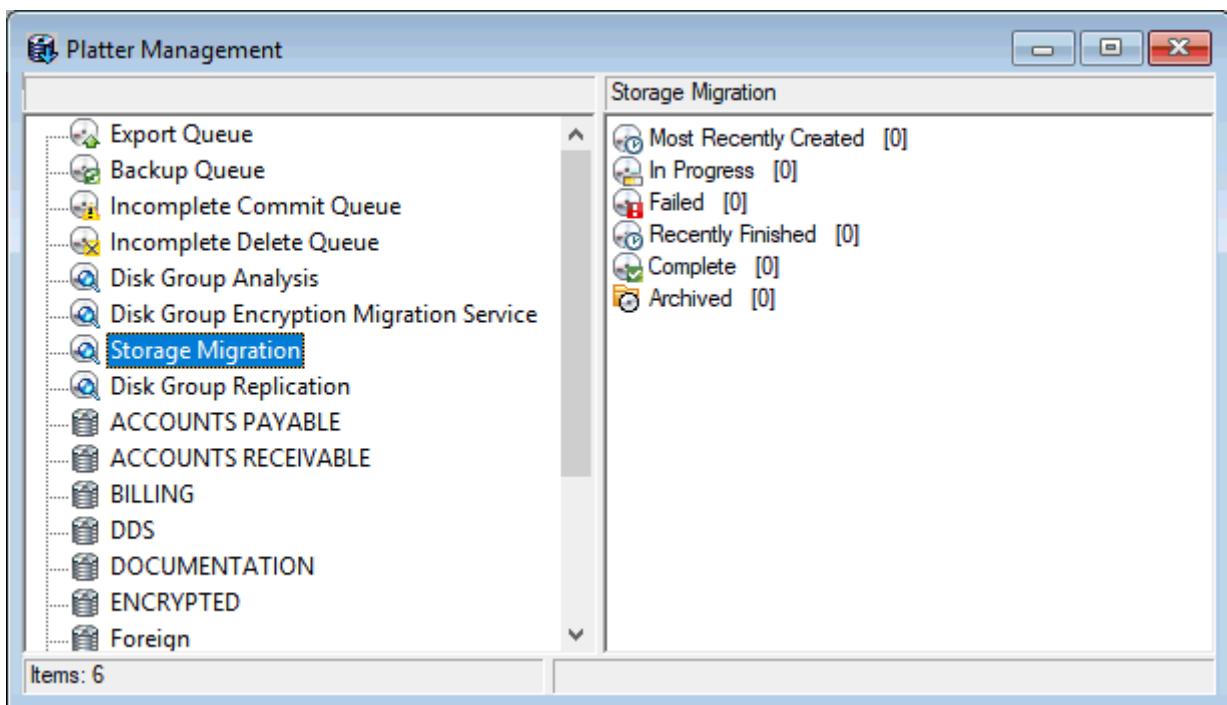 Platter Management
Storage Migration
Export Queue
Backup Queue
Incomplete Commit Queue
Incomplete Delete Queue
Disk Group Analysis
Disk Group Encryption Migration Service
Storage Migration
Disk Group Replication
ACCOUNTS PAYABLE
ACCOUNTS RECEIVABLE
BILLING
DDS
DOCUMENTATION
ENCRYPTED
Foreign
Most Recently Created [0]
In Progress [0]
Failed [0]
Recently Finished [0]
Complete [0]
Archived [0]
Items: 6